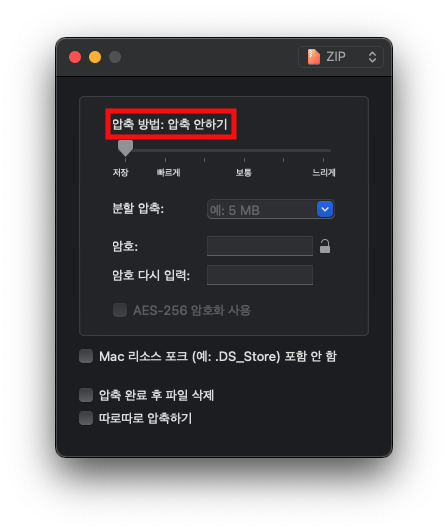 ZIP
압축 방법: 압축 안하기
저장 빠르게 보통 느리게
분할 압축: 예: 5 MB
암호:
암호 다시 입력:
AES-256 암호화 사용
Mac 리소스 포크 (예: .DS_Store) 포함 안 함
압축 완료 후 파일 삭제
따로따로 압축하기